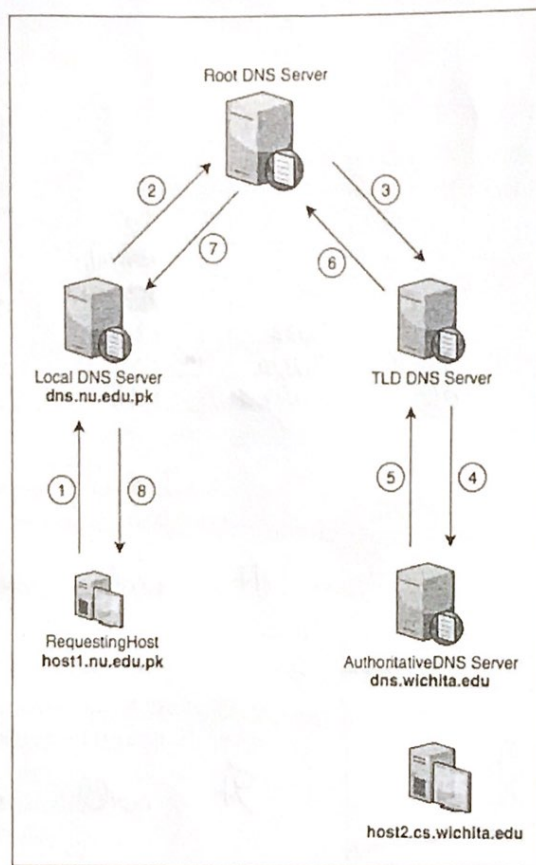 Root DNS Server
2
3
7
6
Local DNS Server
dns.nu.edu.pk
TLD DNS Server
1
8
5
4
RequestingHost
host1.nu.edu.pk
AuthoritativeDNS Server
dns.wichita.edu
host2.cs.wichita.edu